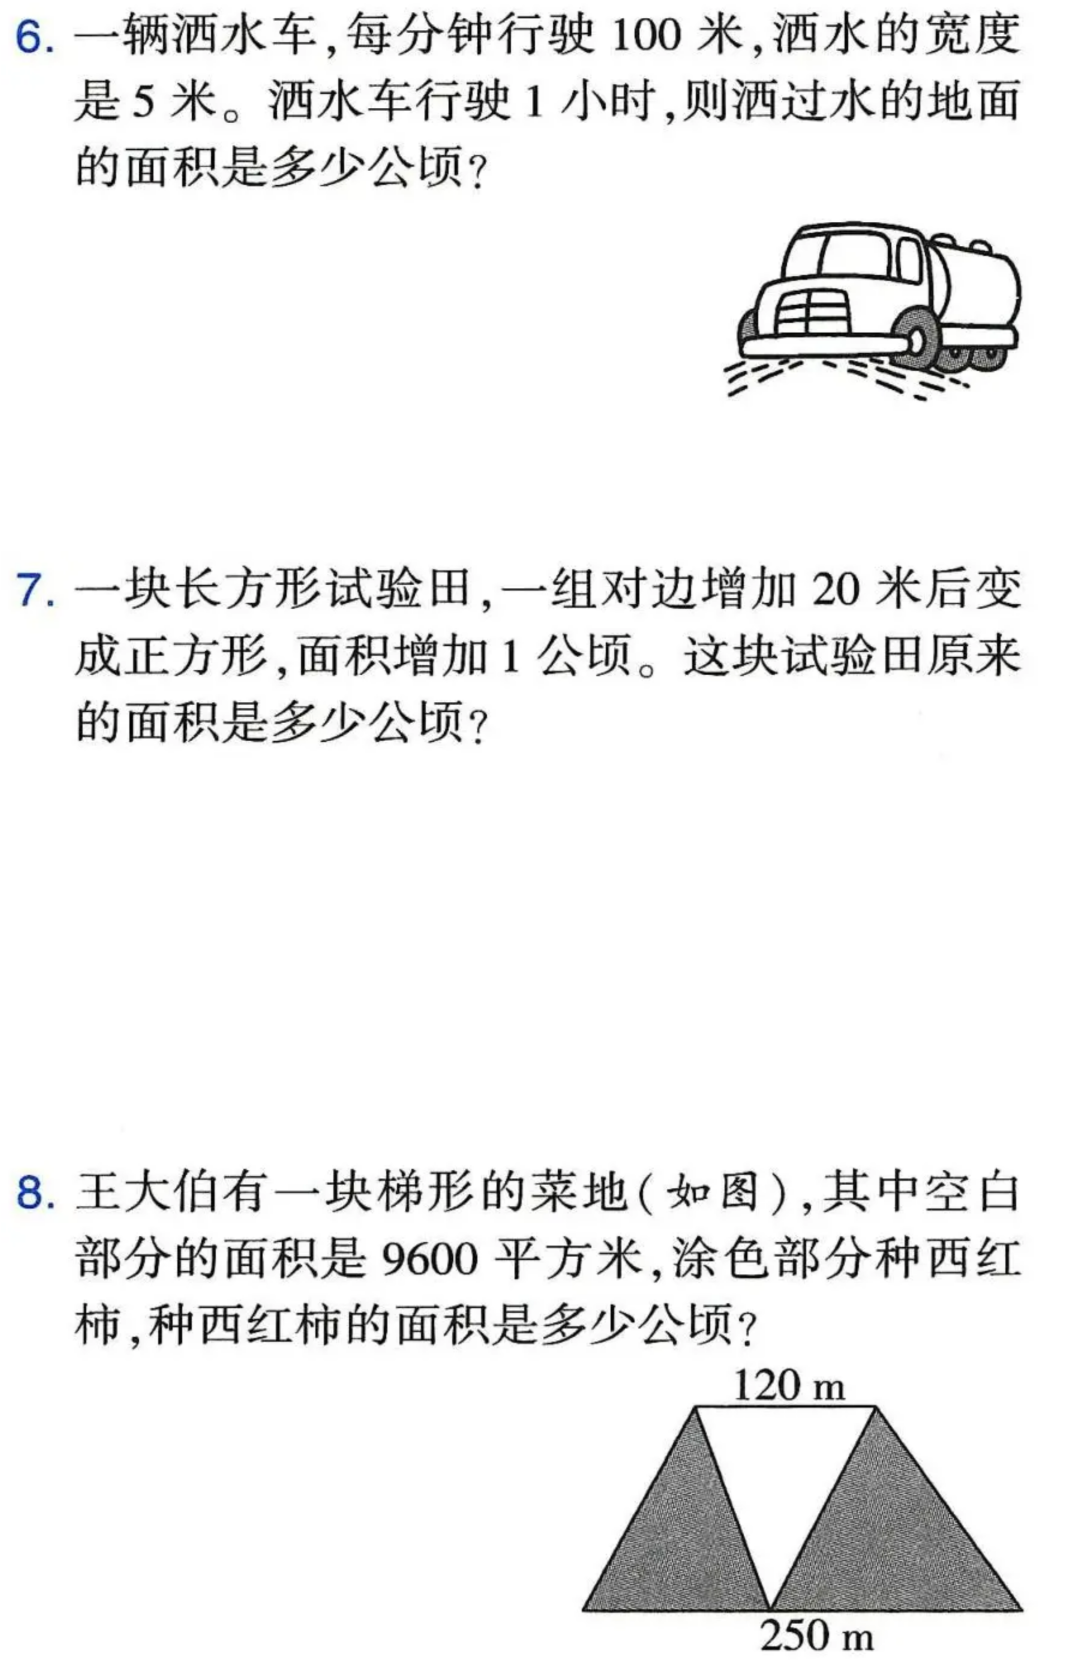 6. 一辆洒水车,每分钟行驶 100 米,洒水的宽度
是 5 米。洒水车行驶 1 小时,则洒过水的地面
的面积是多少公顷?
7. 一块长方形试验田,一组对边增加 20 米后变
成正方形,面积增加 1 公顷。这块试验田原来
的面积是多少公顷?
8. 王大伯有一块梯形的菜地(如图),其中空白
部分的面积是 9600 平方米,涂色部分种西红
柿,种西红柿的面积是多少公顷?
120 m
250 m